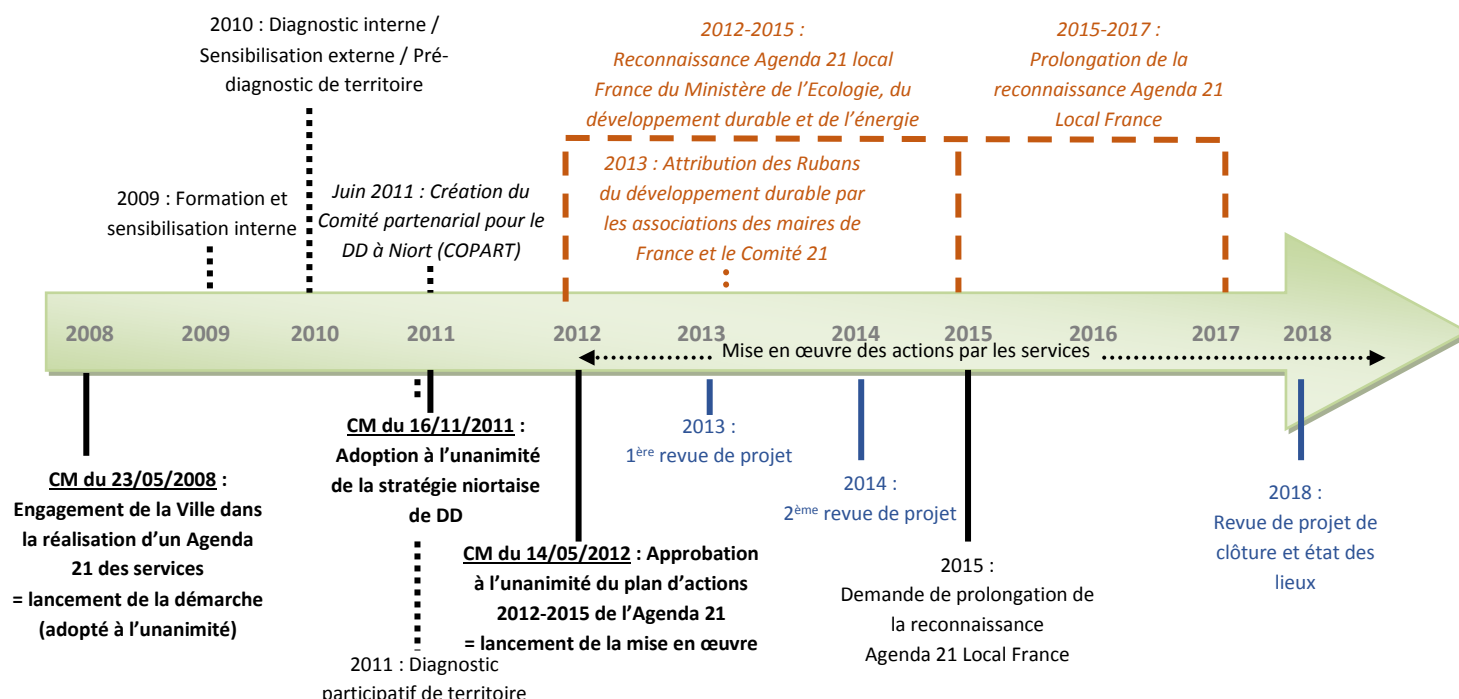 2010 : Diagnostic interne /
Sensibilisation externe / Pré-
diagnostic de territoire
2012-2015 :
Reconnaissance Agenda 21 local
France du Ministère de l’Ecologie, du
développement durable et de l’énergie
2015-2017 :
Prolongation de la
reconnaissance Agenda 21
Local France
2009 : Formation et
sensibilisation interne
Juin 2011 : Création du
Comité partenarial pour le
DD à Niort (COPART)
2013 : Attribution des Rubans
du développement durable par
les associations des maires de
France et le Comité 21
2008 2009 2010 2011 2012 2013 2014 2015 2016 2017 2018
Mise en œuvre des actions par les services
CM du 23/05/2008 :
Engagement de la Ville dans
la réalisation d’un Agenda
21 des services
= lancement de la démarche
(adopté à l’unanimité)
CM du 16/11/2011 :
Adoption à l’unanimité
de la stratégie niortaise
de DD
2011 : Diagnostic
participatif de territoire
CM du 14/05/2012 : Approbation
à l’unanimité du plan d’actions
2012-2015 de l’Agenda 21
= lancement de la mise en œuvre
2013 :
1ère revue de projet
2014 :
2ème revue de projet
2015 :
Demande de prolongation de
la reconnaissance
Agenda 21 Local France
2018 :
Revue de projet de
clôture et état des
lieux